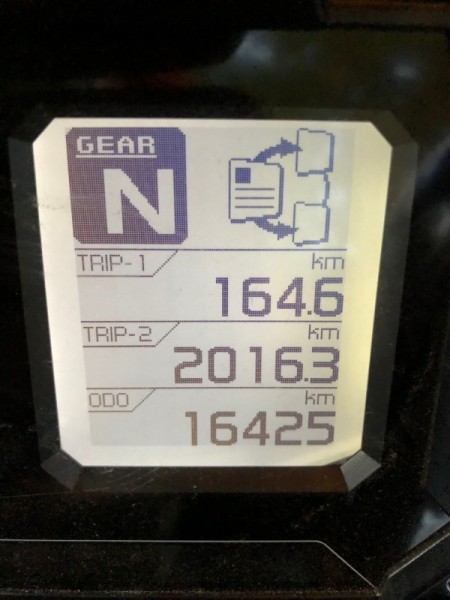 GEAR
N
TRIP-1 km
164.6
TRIP-2 km
2016.3
ODO km
16425